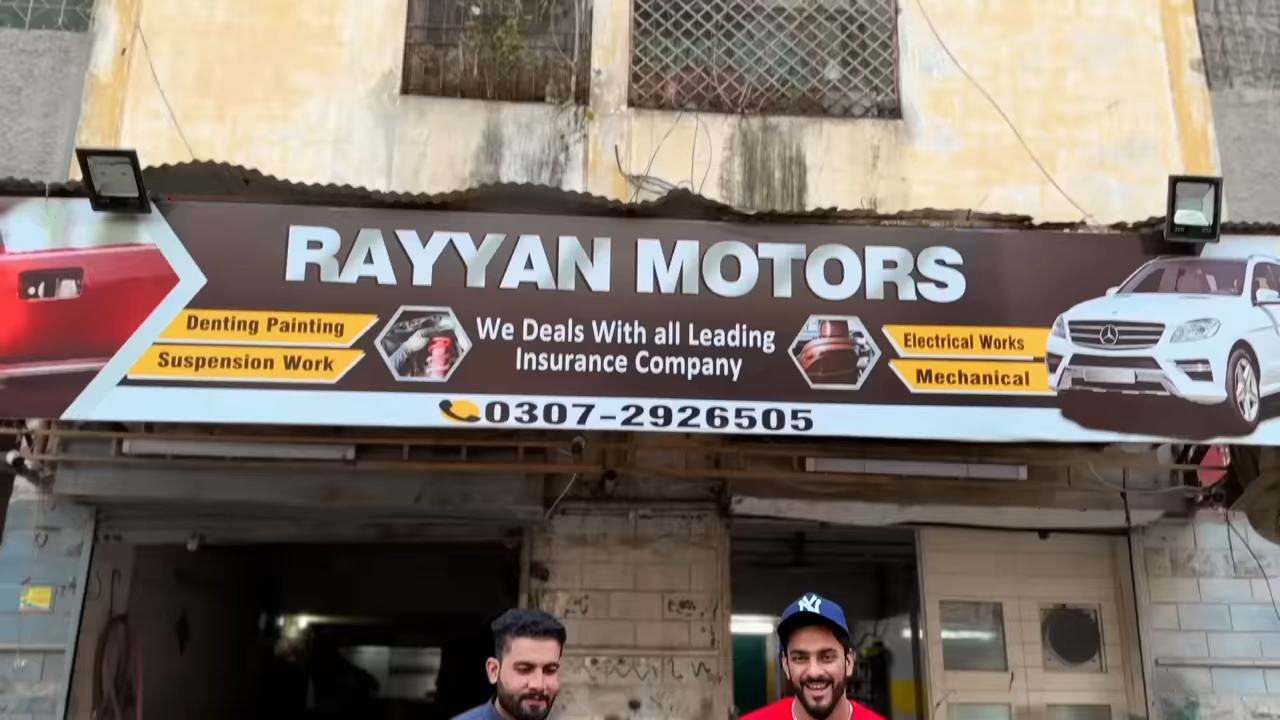 RAYYAN MOTORS
Denting Painting
Suspension Work
We Deals With all Leading
Insurance Company
Electrical Works
Mechanical
0307-2926505
NY